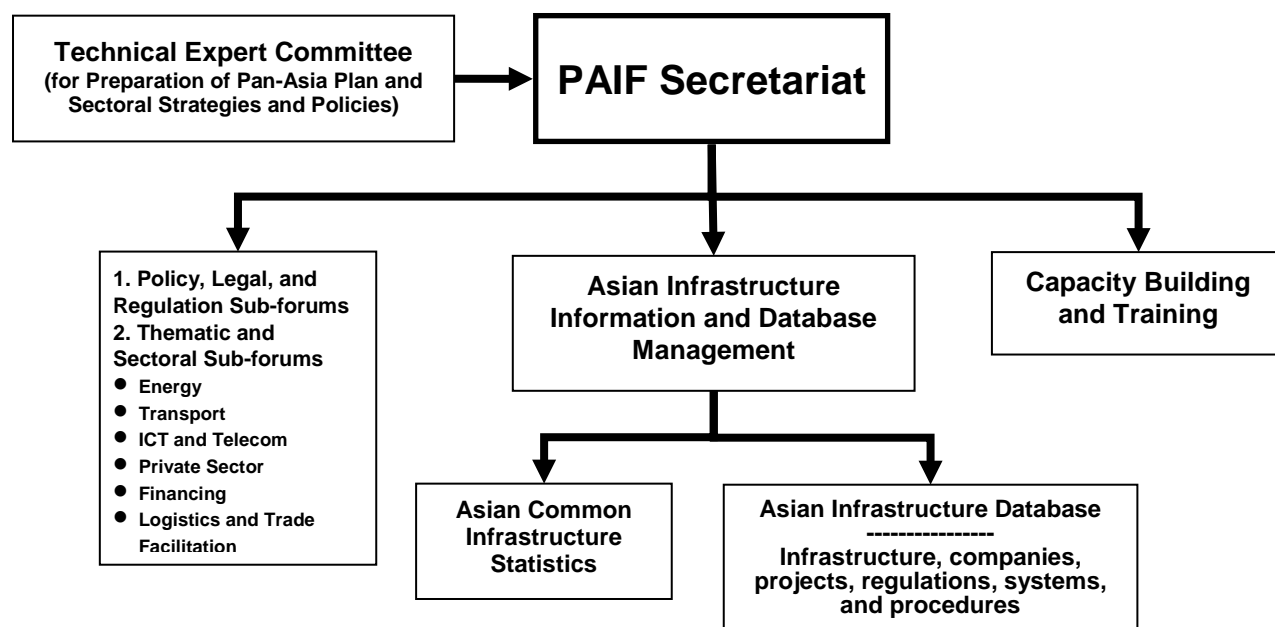 Technical Expert Committee
(for Preparation of Pan-Asia Plan and
Sectoral Strategies and Policies)
PAIF Secretariat
1. Policy, Legal, and
Regulation Sub-forums
2. Thematic and
Sectoral Sub-forums
● Energy
● Transport
● ICT and Telecom
● Private Sector
● Financing
● Logistics and Trade
Facilitation
Asian Infrastructure
Information and Database
Management
Capacity Building
and Training
Asian Common
Infrastructure
Statistics
Asian Infrastructure Database
----------------
Infrastructure, companies,
projects, regulations, systems,
and procedures